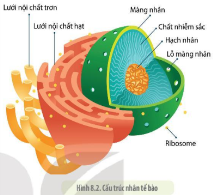 Lưới nội chất trơn
Lưới nội chất hạt
Màng nhân
Chất nhiễm sắc
Hạch nhân
Lỗ màng nhân
Ribosome
Hình 8.2. Cấu trúc nhân tế bào